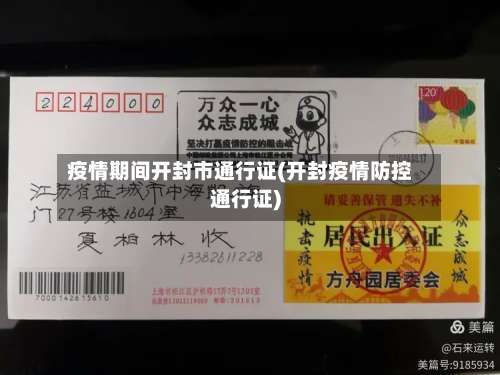 224000
万众一心
众志成城
坚决打赢疫情防控的阻击战
120
中国邮政
疫情期间开封市通行证(开封疫情防控
通行证)
江苏省盐城市中海
门27号楼1604室
夏柏林 收
13382611228
7000142615610
请妥善保管 遗失不补
居民出入证
方舟园居委会
抗击疫情
众志成城
美篇
@石来运转
美篇号:9185934